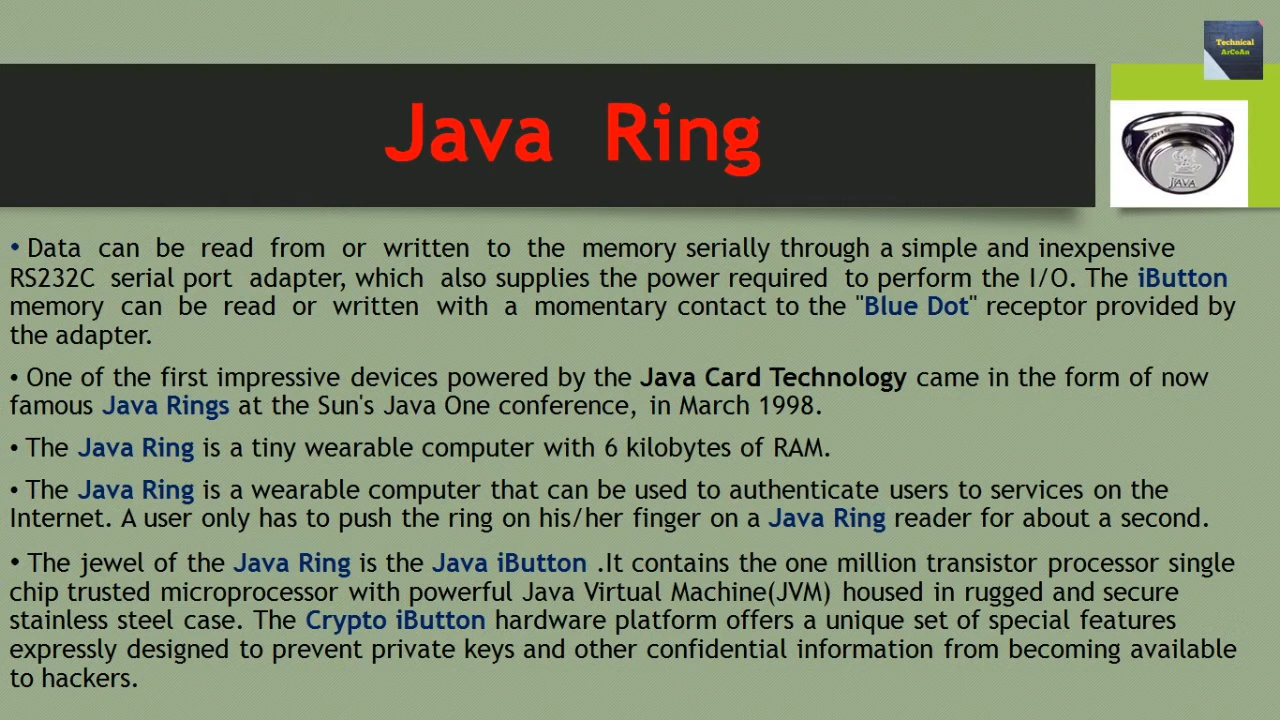 Technical
ArCoAn
Java Ring
JAVA
• Data can be read from or written to the memory serially through a simple and inexpensive
RS232C serial port adapter, which also supplies the power required to perform the I/O. The iButton
memory can be read or written with a momentary contact to the "Blue Dot" receptor provided by
the adapter.
• One of the first impressive devices powered by the Java Card Technology came in the form of now
famous Java Rings at the Sun's Java One conference, in March 1998.
• The Java Ring is a tiny wearable computer with 6 kilobytes of RAM.
• The Java Ring is a wearable computer that can be used to authenticate users to services on the
Internet. A user only has to push the ring on his/her finger on a Java Ring reader for about a second.
• The jewel of the Java Ring is the Java iButton .It contains the one million transistor processor single
chip trusted microprocessor with powerful Java Virtual Machine(JVM) housed in rugged and secure
stainless steel case. The Crypto iButton hardware platform offers a unique set of special features
expressly designed to prevent private keys and other confidential information from becoming available
to hackers.